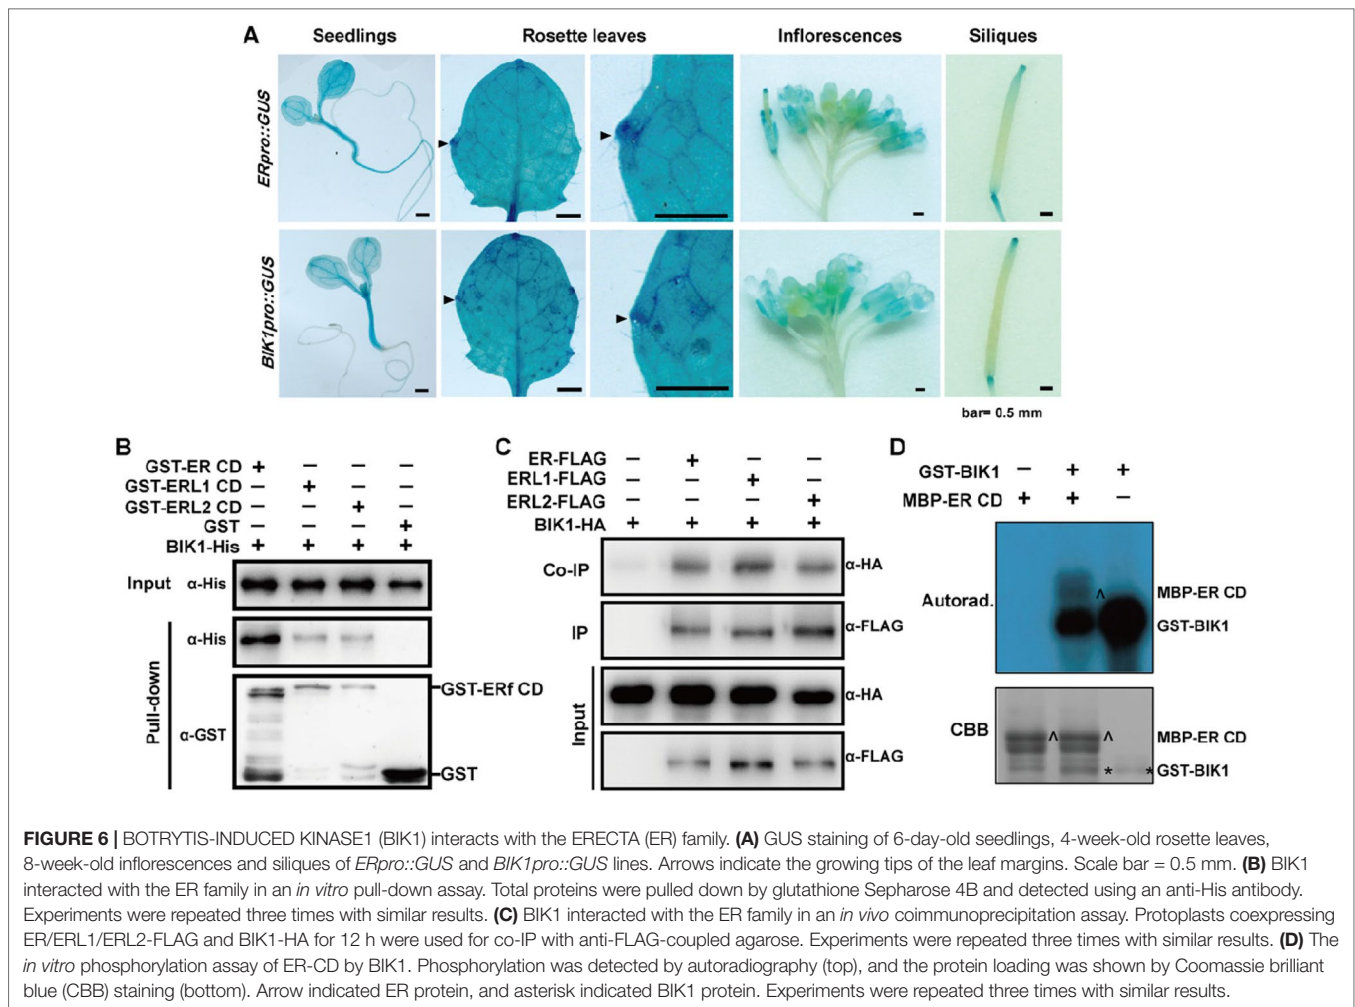 A
Seedlings Rosette leaves Inflorescences Siliques
ERpro::GUS
BIK1pro::GUS
bar= 0.5 mm
B
GST-ER CD + – – –
GST-ERL1 CD – + – –
GST-ERL2 CD – – + –
GST – – – +
BIK1-His + + + +
Input α-His
Pull-down
α-His
α-GST
GST-ERf CD
GST
C
ER-FLAG – + – –
ERL1-FLAG – – + –
ERL2-FLAG – – – +
BIK1-HA + + + +
Co-IP α-HA
IP α-FLAG
Input
α-HA
α-FLAG
D
GST-BIK1 – + +
MBP-ER CD + + –
Autorad.
^ MBP-ER CD
GST-BIK1
CBB
^ ^ MBP-ER CD
* * GST-BIK1
FIGURE 6 | BOTRYTIS-INDUCED KINASE1 (BIK1) interacts with the ERECTA (ER) family. (A) GUS staining of 6-day-old seedlings, 4-week-old rosette leaves,
8-week-old inflorescences and siliques of ERpro::GUS and BIK1pro::GUS lines. Arrows indicate the growing tips of the leaf margins. Scale bar = 0.5 mm. (B) BIK1
interacted with the ER family in an in vitro pull-down assay. Total proteins were pulled down by glutathione Sepharose 4B and detected using an anti-His antibody.
Experiments were repeated three times with similar results. (C) BIK1 interacted with the ER family in an in vivo coimmunoprecipitation assay. Protoplasts coexpressing
ER/ERL1/ERL2-FLAG and BIK1-HA for 12 h were used for co-IP with anti-FLAG-coupled agarose. Experiments were repeated three times with similar results. (D) The
in vitro phosphorylation assay of ER-CD by BIK1. Phosphorylation was detected by autoradiography (top), and the protein loading was shown by Coomassie brilliant
blue (CBB) staining (bottom). Arrow indicated ER protein, and asterisk indicated BIK1 protein. Experiments were repeated three times with similar results.